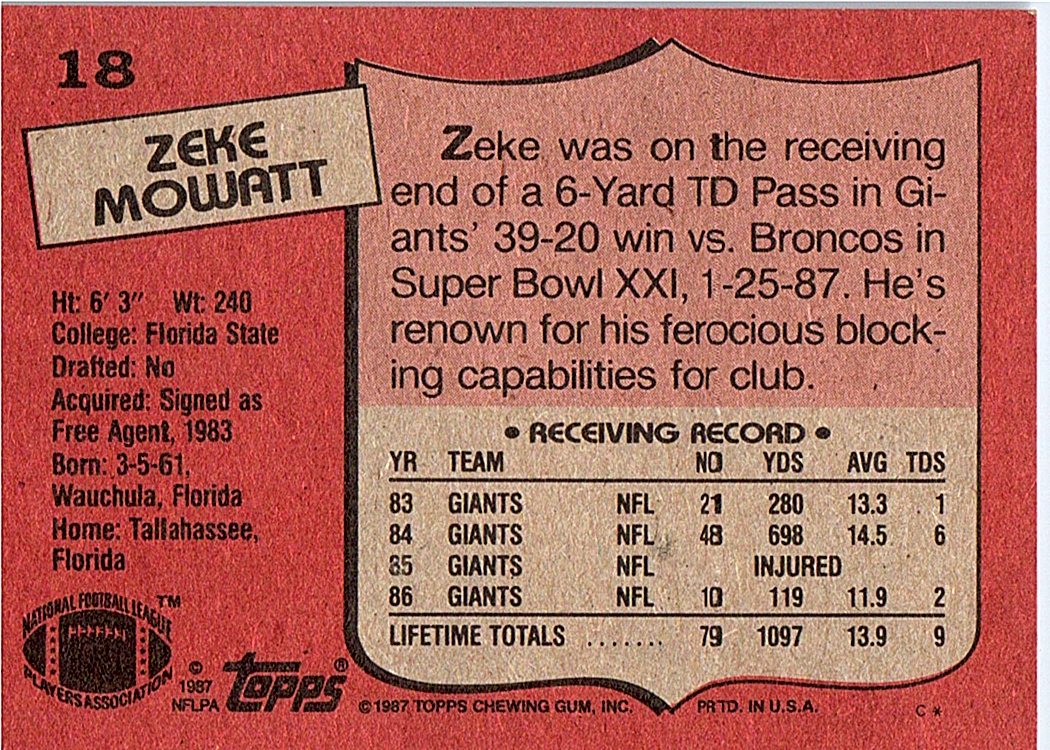 18
ZEKE
MOWATT
Ht: 6' 3" Wt: 240
College: Florida State
Drafted: No
Acquired: Signed as
Free Agent, 1983
Born: 3-5-61,
Wauchula, Florida
Home: Tallahassee,
Florida
NATIONAL FOOTBALL LEAGUE ™
PLAYERS ASSOCIATION
© 1987 NFLPA
topps ®
Zeke was on the receiving
end of a 6-Yard TD Pass in Gi-
ants' 39-20 win vs. Broncos in
Super Bowl XXI, 1-25-87. He's
renown for his ferocious block-
ing capabilities for club.
• RECEIVING RECORD •
YR TEAM NO YDS AVG TDS
83 GIANTS NFL 21 280 13.3 1
84 GIANTS NFL 48 698 14.5 6
85 GIANTS NFL INJURED
86 GIANTS NFL 10 119 11.9 2
LIFETIME TOTALS ....... 79 1097 13.9 9
© 1987 TOPPS CHEWING GUM, INC. PRTD. IN U.S.A.
C *